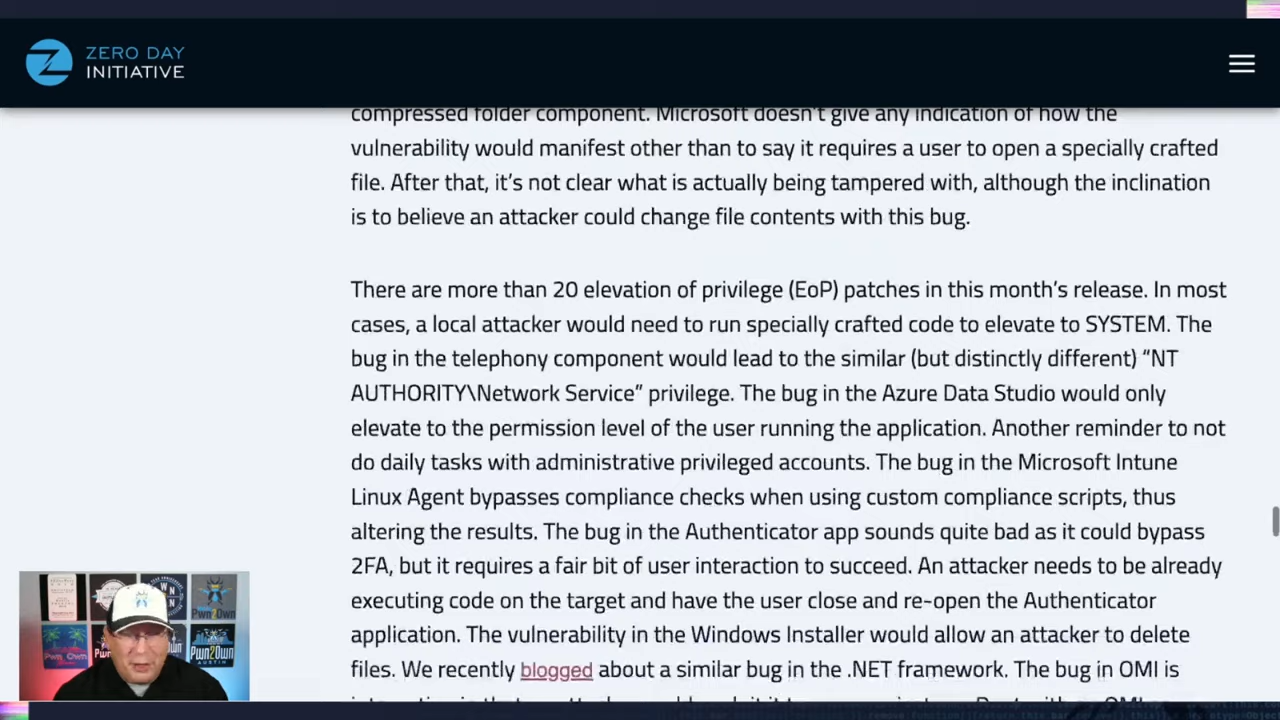 ZERO DAY
INITIATIVE
compressed folder component. Microsoft doesn't give any indication of how the
vulnerability would manifest other than to say it requires a user to open a specially crafted
file. After that, it’s not clear what is actually being tampered with, although the inclination
is to believe an attacker could change file contents with this bug.
There are more than 20 elevation of privilege (EoP) patches in this month’s release. In most
cases, a local attacker would need to run specially crafted code to elevate to SYSTEM. The
bug in the telephony component would lead to the similar (but distinctly different) “NT
AUTHORITY\Network Service” privilege. The bug in the Azure Data Studio would only
elevate to the permission level of the user running the application. Another reminder to not
do daily tasks with administrative privileged accounts. The bug in the Microsoft Intune
Linux Agent bypasses compliance checks when using custom compliance scripts, thus
altering the results. The bug in the Authenticator app sounds quite bad as it could bypass
2FA, but it requires a fair bit of user interaction to succeed. An attacker needs to be already
executing code on the target and have the user close and re-open the Authenticator
application. The vulnerability in the Windows Installer would allow an attacker to delete
files. We recently blogged about a similar bug in the .NET framework. The bug in OMI is
Pwn2Own
Pwn2Own
AUSTIN